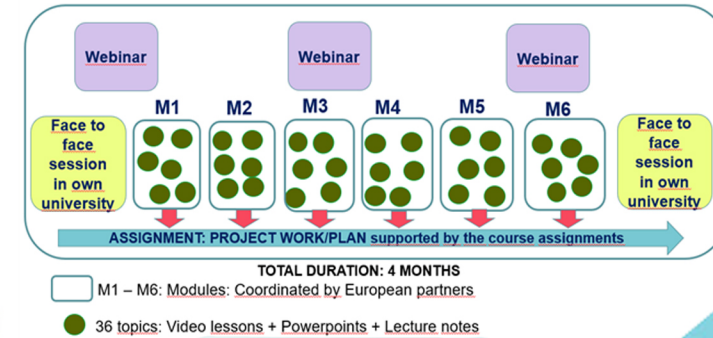 Webinar
Webinar
Webinar
M1
M2
M3
M4
M5
M6
Face to
face
session
in own
university
Face to
face
session
in own
university
ASSIGNMENT: PROJECT WORK/PLAN supported by the course assignments
TOTAL DURATION: 4 MONTHS
M1 – M6: Modules: Coordinated by European partners
36 topics: Video lessons + Powerpoints + Lecture notes